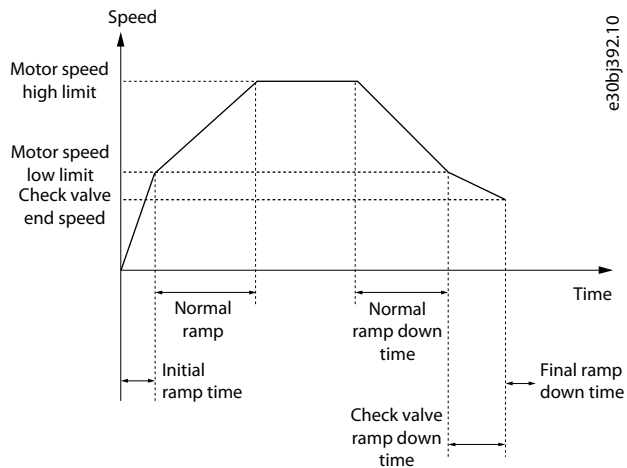 Speed
e30bj392.10
Motor speed
high limit
Motor speed
low limit
Check valve
end speed
Time
Normal
ramp
Normal
ramp down
time
Initial
ramp time
Final ramp
down time
Check valve
ramp down
time